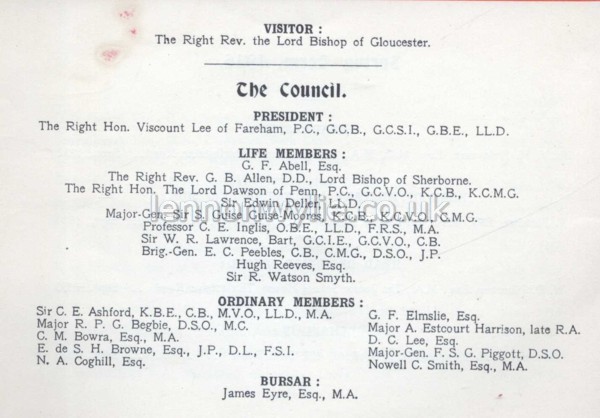 VISITOR :
The Right Rev. the Lord Bishop of Gloucester.
The Council.
PRESIDENT :
The Right Hon. Viscount Lee of Fareham, P.C., G.C.B., G.C.S.I., G.B.E., LL.D.
LIFE MEMBERS :
G. F. Abell, Esq.
The Right Rev. G. B. Allen, D.D., Lord Bishop of Sherborne.
The Right Hon. The Lord Dawson of Penn, P.C., G.C.V.O., K.C.B., K.C.M.G.
Sir Edwin Deller, LL.D.
Major-Gen. Sir S. Guise Guise-Moores, K.C.B., K.C.V.O., C.M.G.
lennonwylie.co.uk
Professor C. E. Inglis, O.B.E., LL.D., F.R.S., M.A.
Sir W. R. Lawrence, Bart, G.C.I.E., G.C.V.O., C.B.
Brig.-Gen. E. C. Peebles, C.B., C.M.G., D.S.O., J.P.
Hugh Reeves, Esq.
Sir R. Watson Smyth.
ORDINARY MEMBERS :
Sir C. E. Ashford, K.B.E., C.B., M.V.O., LL.D., M.A.
Major R. P. G. Begbie, D.S.O., M.C.
C. M. Bowra, Esq., M.A.
E. de S. H. Browne, Esq., J.P., D.L., F.S.I.
N. A. Coghill, Esq.
G. F. Elmslie, Esq.
Major A. Estcourt Harrison, late R.A.
D. C. Lee, Esq.
Major-Gen. F. S. G. Piggott, D.S.O.
Nowell C. Smith, Esq., M.A.
BURSAR :
James Eyre, Esq., M.A.